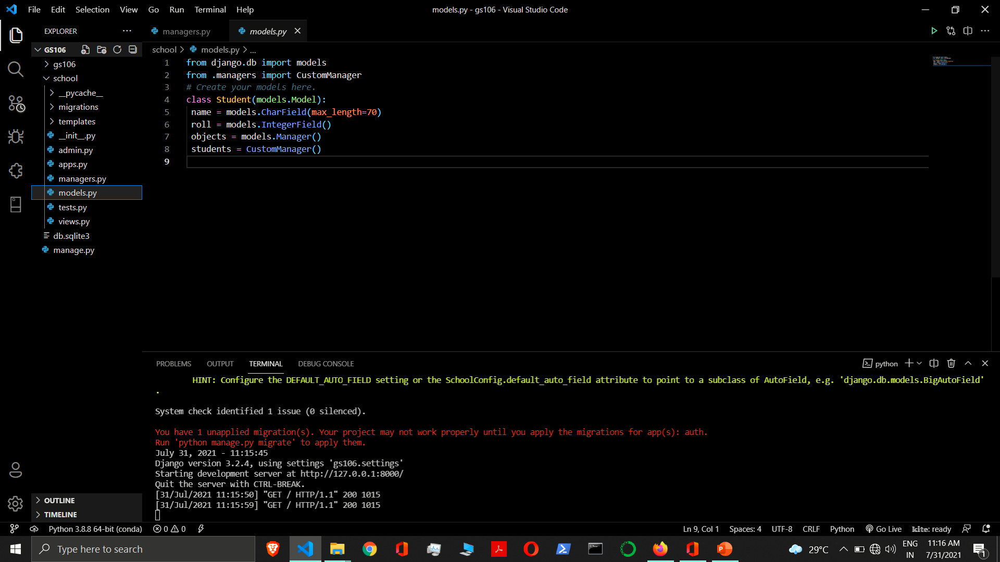 File Edit Selection View Go Run Terminal Help
models.py - gs106 - Visual Studio Code
EXPLORER
GS106
gs106
school
__pycache__
migrations
templates
__init__.py
admin.py
apps.py
managers.py
models.py
tests.py
views.py
db.sqlite3
manage.py
OUTLINE
TIMELINE
managers.py
models.py
school > models.py > ...
1 from django.db import models
2 from .managers import CustomManager
3 # Create your models here.
4 class Student(models.Model):
5 name = models.CharField(max_length=70)
6 roll = models.IntegerField()
7 objects = models.Manager()
8 students = CustomManager()
9
PROBLEMS OUTPUT TERMINAL DEBUG CONSOLE
python
HINT: Configure the DEFAULT_AUTO_FIELD setting or the SchoolConfig.default_auto_field attribute to point to a subclass of AutoField, e.g. 'django.db.models.BigAutoField'
.
System check identified 1 issue (0 silenced).
You have 1 unapplied migration(s). Your project may not work properly until you apply the migrations for app(s): auth.
Run 'python manage.py migrate' to apply them.
July 31, 2021 - 11:15:45
Django version 3.2.4, using settings 'gs106.settings'
Starting development server at http://127.0.0.1:8000/
Quit the server with CTRL-BREAK.
[31/Jul/2021 11:15:50] "GET / HTTP/1.1" 200 1015
[31/Jul/2021 11:15:59] "GET / HTTP/1.1" 200 1015
Python 3.8.8 64-bit (conda) 0 0
Ln 9, Col 1 Spaces: 4 UTF-8 CRLF Python Go Live kite: ready
Type here to search
29°C
ENG
IN
11:16 AM
7/31/2021
1